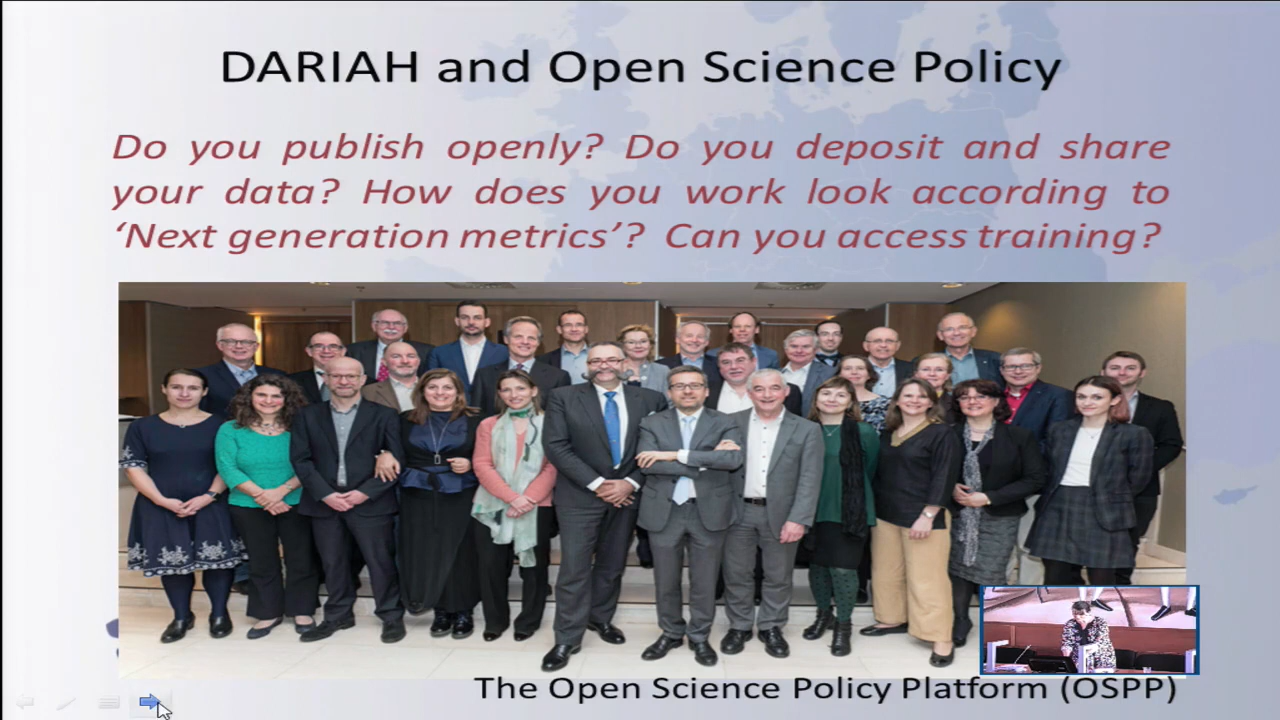 DARIAH and Open Science Policy
Do you publish openly? Do you deposit and share
your data? How does you work look according to
‘Next generation metrics’? Can you access training?
The Open Science Policy Platform (OSPP)